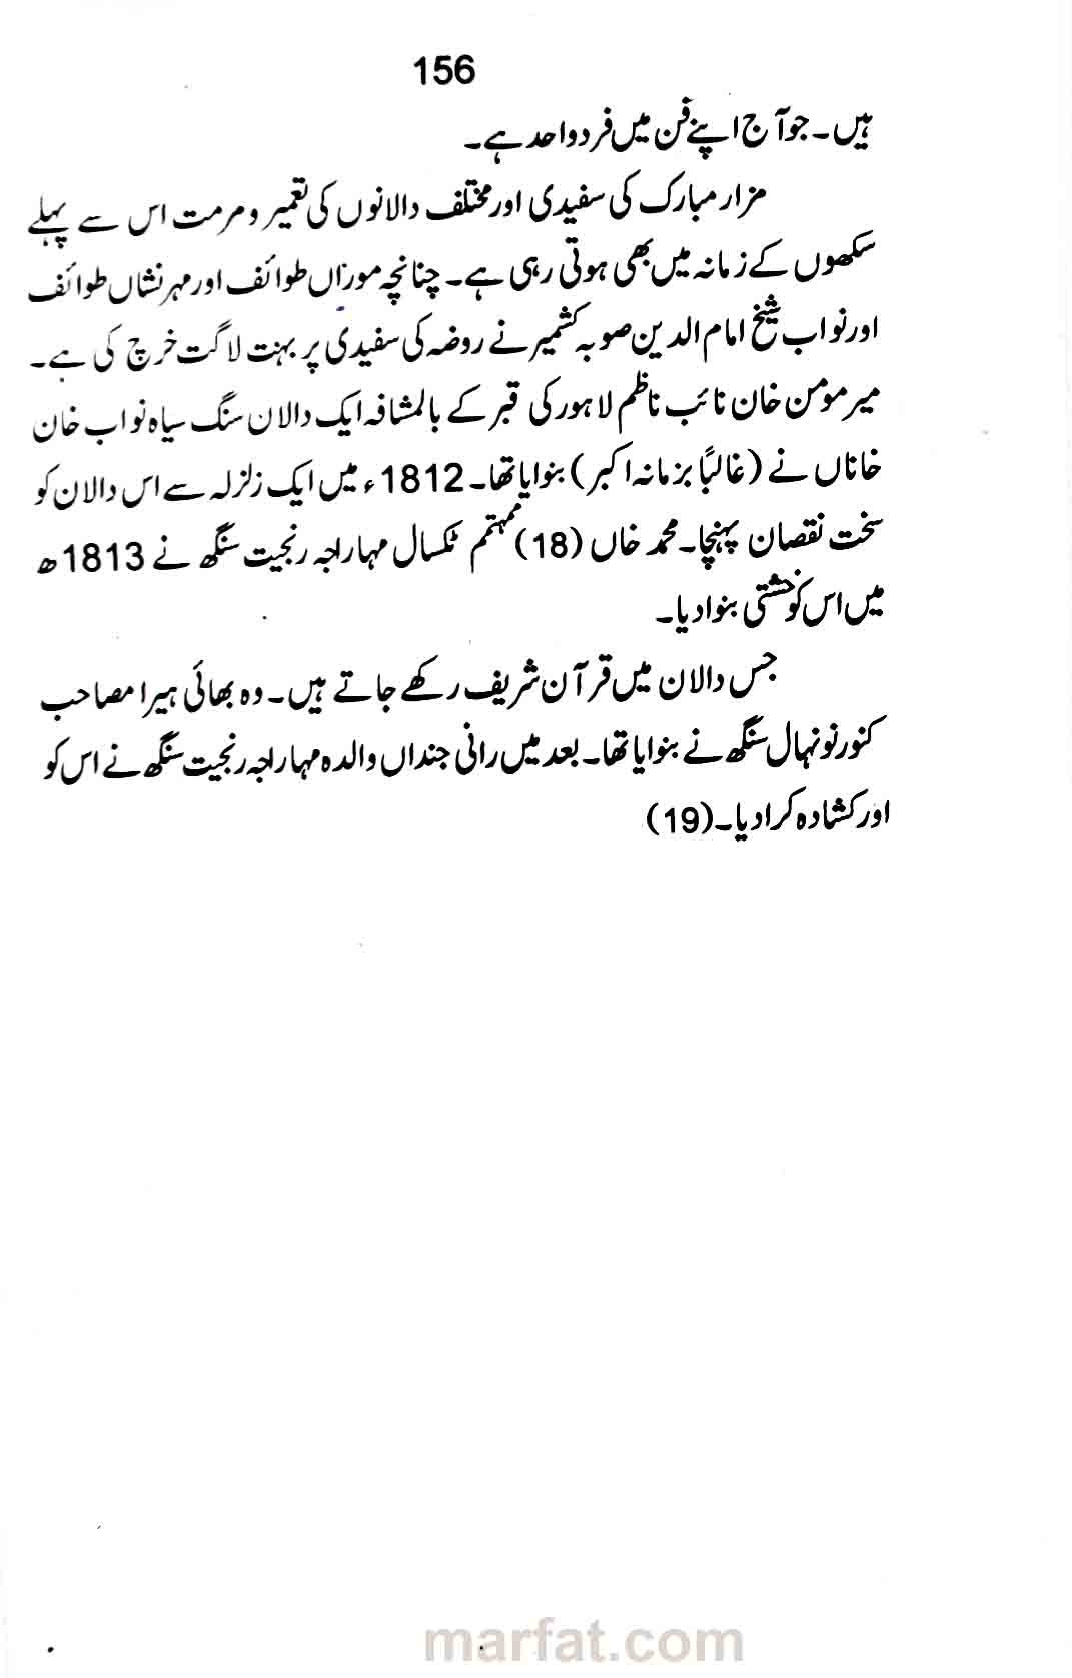 156
ہیں۔ جو آج اپنے فن میں فرد واحد ہے۔
مزار مبارک کی سفیدی اور مختلف دالانوں کی تعمیر و مرمت اس سے پہلے
سکھوں کے زمانہ میں بھی ہوتی رہی ہے۔ چنانچہ موراں طوائف اور مہر نشاں طوائف
اور نواب شیخ امام الدین صوبہ کشمیر نے روضہ کی سفیدی پر بہت لاگت خرچ کی ہے۔
میر مومن خان نائب ناظم لاہور کی قبر کے بالمشافہ ایک دالان سنگ سیاہ نواب خان
خاناں نے (غالباً بزمانہ اکبر) بنوایا تھا۔ 1812ء میں ایک زلزلہ سے اس دالان کو
سخت نقصان پہنچا۔ محمد خاں (18) مہتمم ٹکسال مہاراجہ رنجیت سنگھ نے 1813ھ
میں اس کو خشتی بنوا دیا۔
جس دالان میں قرآن شریف رکھے جاتے ہیں۔ وہ بھائی ہیرا مصاحب
کنور نونہال سنگھ نے بنوایا تھا۔ بعد میں رانی جنداں والدہ مہاراجہ رنجیت سنگھ نے اس کو
اور کشادہ کرا دیا۔ (19)
marfat.com